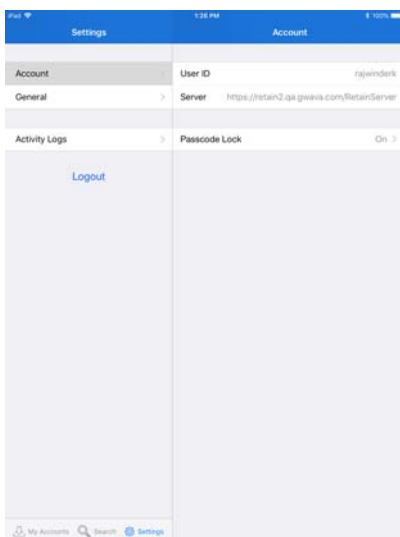 iPad 1:26 PM 100%
Settings
Account
Account
General
Activity Logs
Logout
User ID rajwinderk
Server https://retain2.qa.gwava.com/RetainServer
Passcode Lock On
My Accounts Search Settings